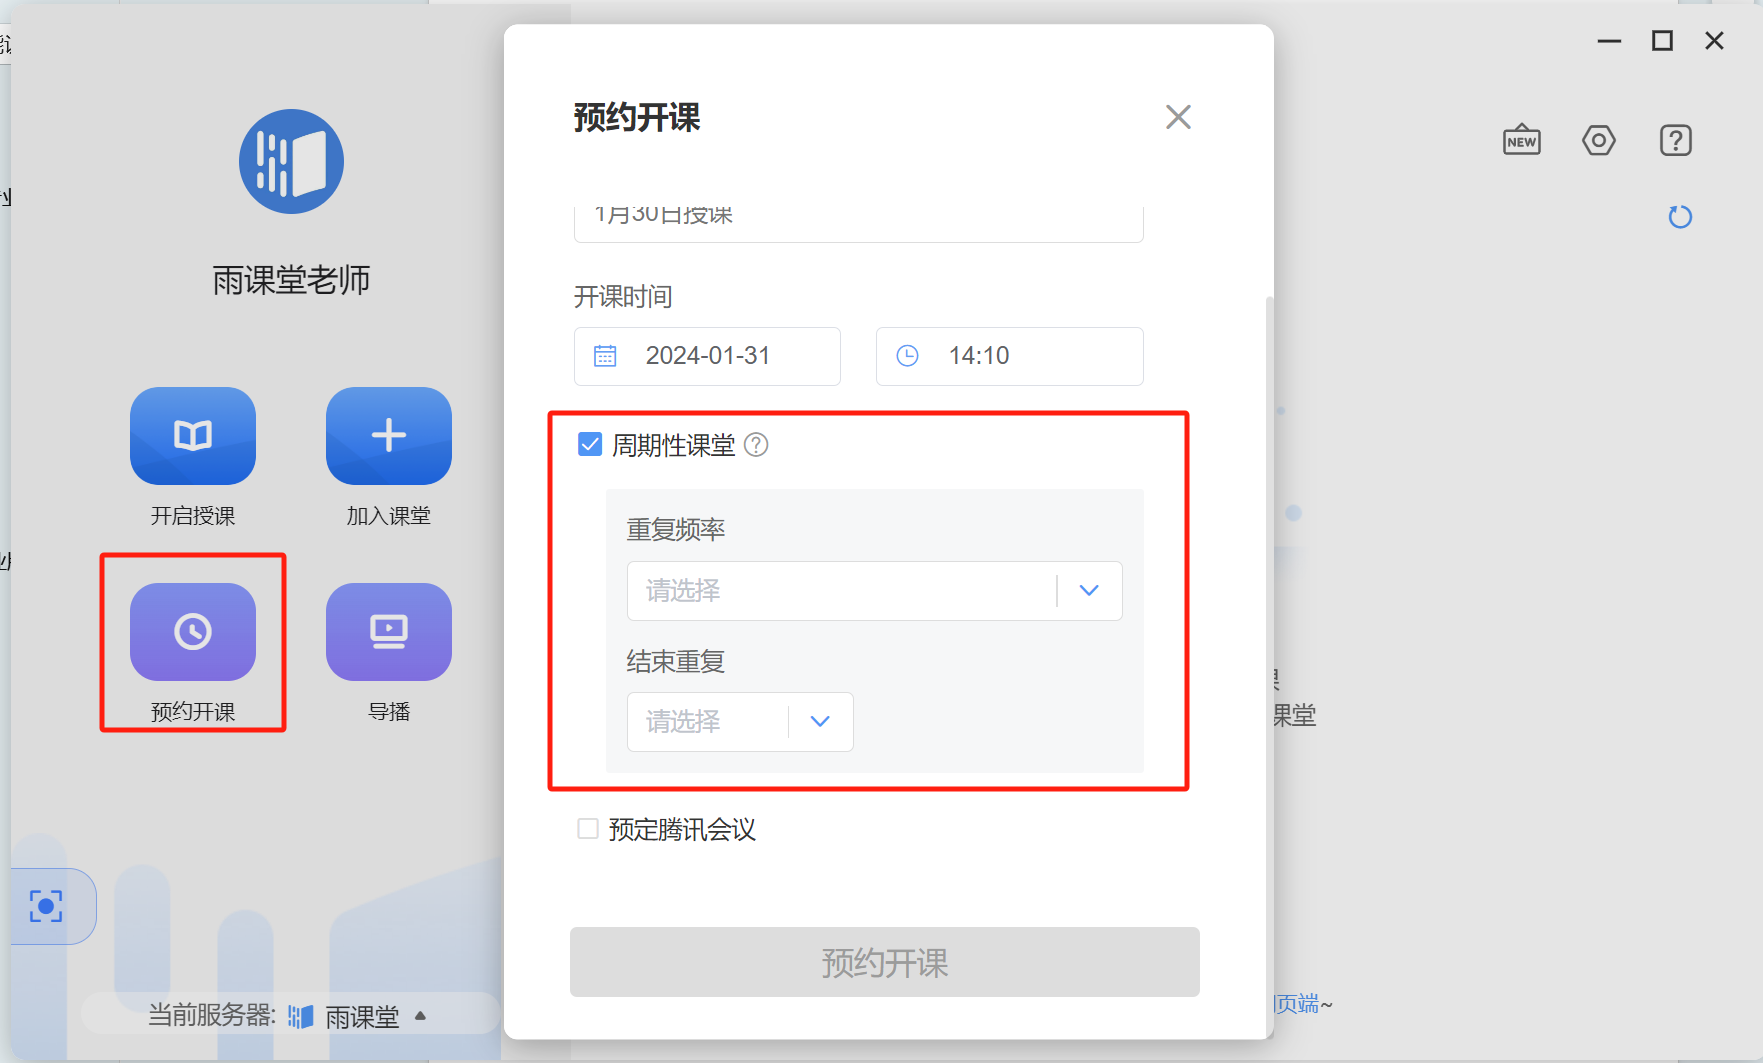 预约开课
NEW
1月30日授课
雨课堂老师
开课时间
2024-01-31
14:10
周期性课堂
重复频率
请选择
开启授课
加入课堂
结束重复
请选择
预约开课
导播
课堂
预定腾讯会议
预约开课
当前服务器:
雨课堂
页端~